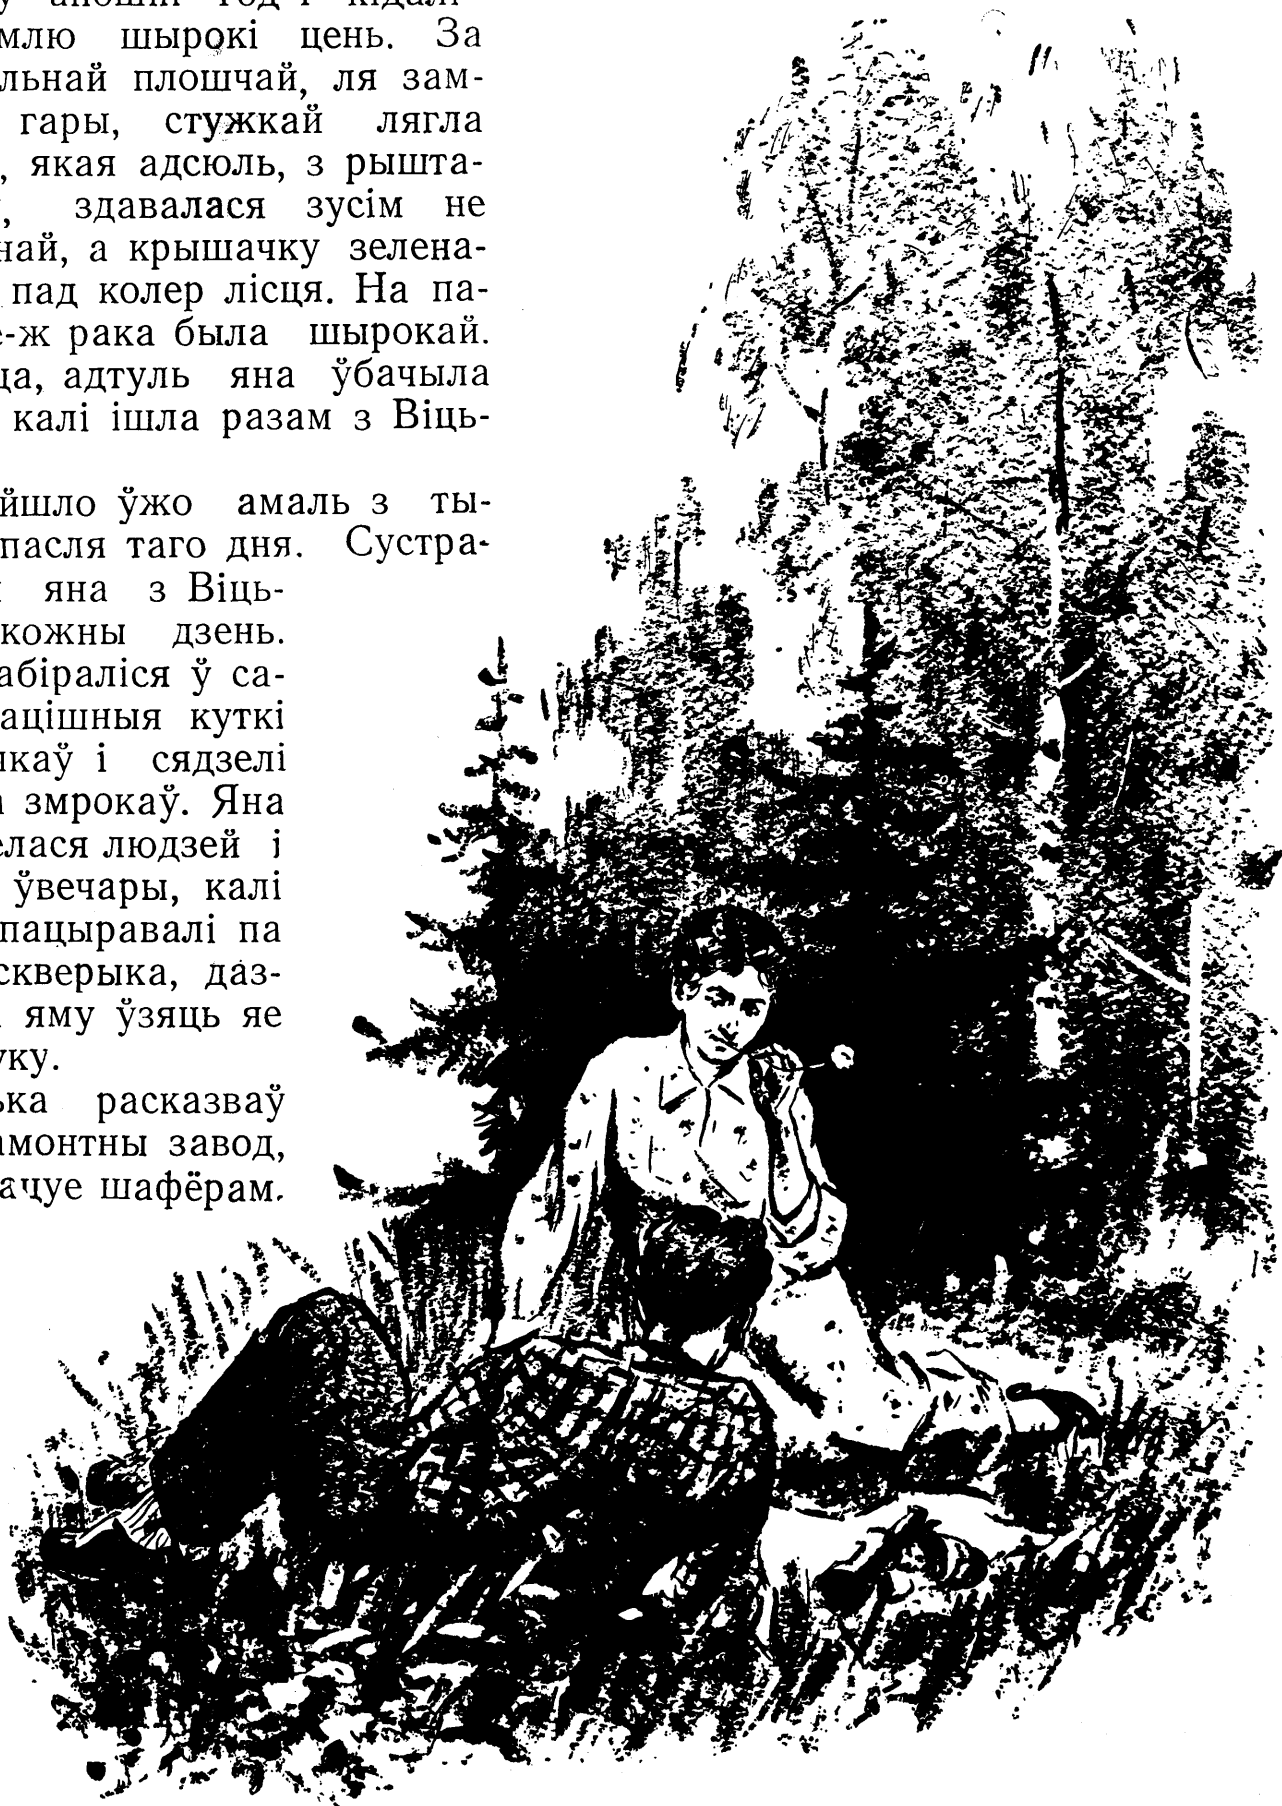 у апошні год і кідалі
млю шырокі цень. За
льнай плошчай, ля зам-
гары, стужкай лягла
, якая адсюль, з рышта-
, здавалася зусім не
най, а крышачку зелена-
пад колер лісця. На па-
-ж рака была шырокай.
ца, адтуль яна ўбачыла
калі ішла разам з Віць-
йшло ўжо амаль з ты-
пасля таго дня. Сустра-
яна з Віць-
кожны дзень.
абіраліся ў са-
ацішныя куткі
каў і сядзелі
змрокаў. Яна
елася людзей і
ўвечары, калі
пацыравалі па
скверыка, даз-
яму ўзяць яе
уку.
ька расказваў
амонтны завод,
ацуе шафёрам.